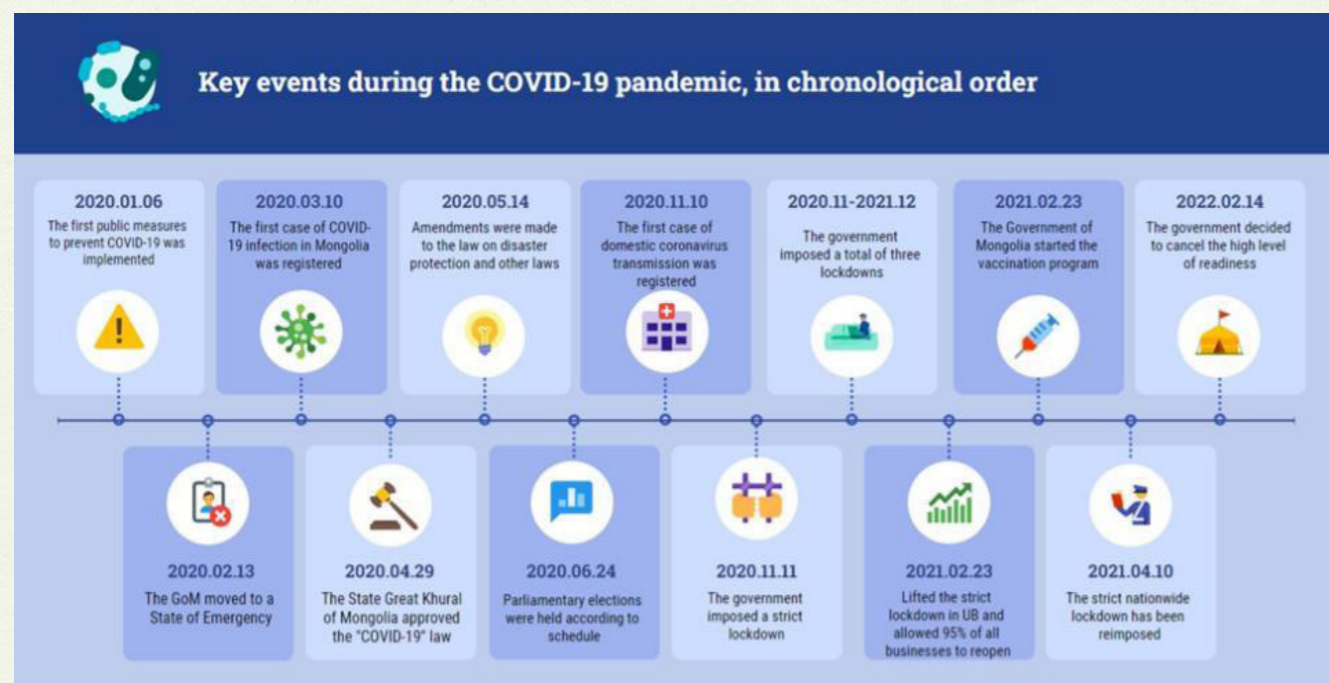 Key events during the COVID-19 pandemic, in chronological order
2020.01.06
The first public measures
to prevent COVID-19 was
implemented
2020.02.13
The GoM moved to a
State of Emergency
2020.03.10
The first case of COVID-
19 infection in Mongolia
was registered
2020.04.29
The State Great Khural
of Mongolia approved
the "COVID-19" law
2020.05.14
Amendments were made
to the law on disaster
protection and other laws
2020.06.24
Parliamentary elections
were held according to
schedule
2020.11.10
The first case of
domestic coronavirus
transmission was
registered
2020.11.11
The government
imposed a strict
lockdown
2020.11-2021.12
The government
imposed a total of three
lockdowns
2021.02.23
Lifted the strict
lockdown in UB and
allowed 95% of all
businesses to reopen
2021.02.23
The Government of
Mongolia started the
vaccination program
2021.04.10
The strict nationwide
lockdown has been
reimposed
2022.02.14
The government decided
to cancel the high level
of readiness